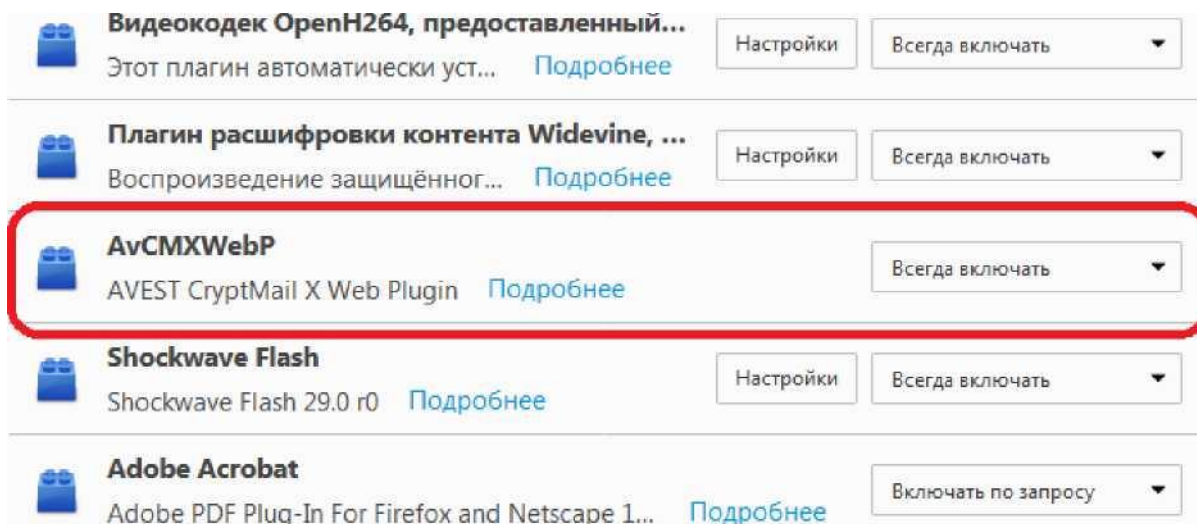 Видеокодек OpenH264, предоставленный...
Этот плагин автоматически уст... Подробнее
Настройки
Всегда включать
Плагин расшифровки контента Widevine, ...
Воспроизведение защищённог... Подробнее
Настройки
Всегда включать
AvCMXWebP
AVEST CryptMail X Web Plugin Подробнее
Всегда включать
Shockwave Flash
Shockwave Flash 29.0 r0 Подробнее
Настройки
Всегда включать
Adobe Acrobat
Adobe PDF Plug-In For Firefox and Netscape 1... Подробнее
Включать по запросу